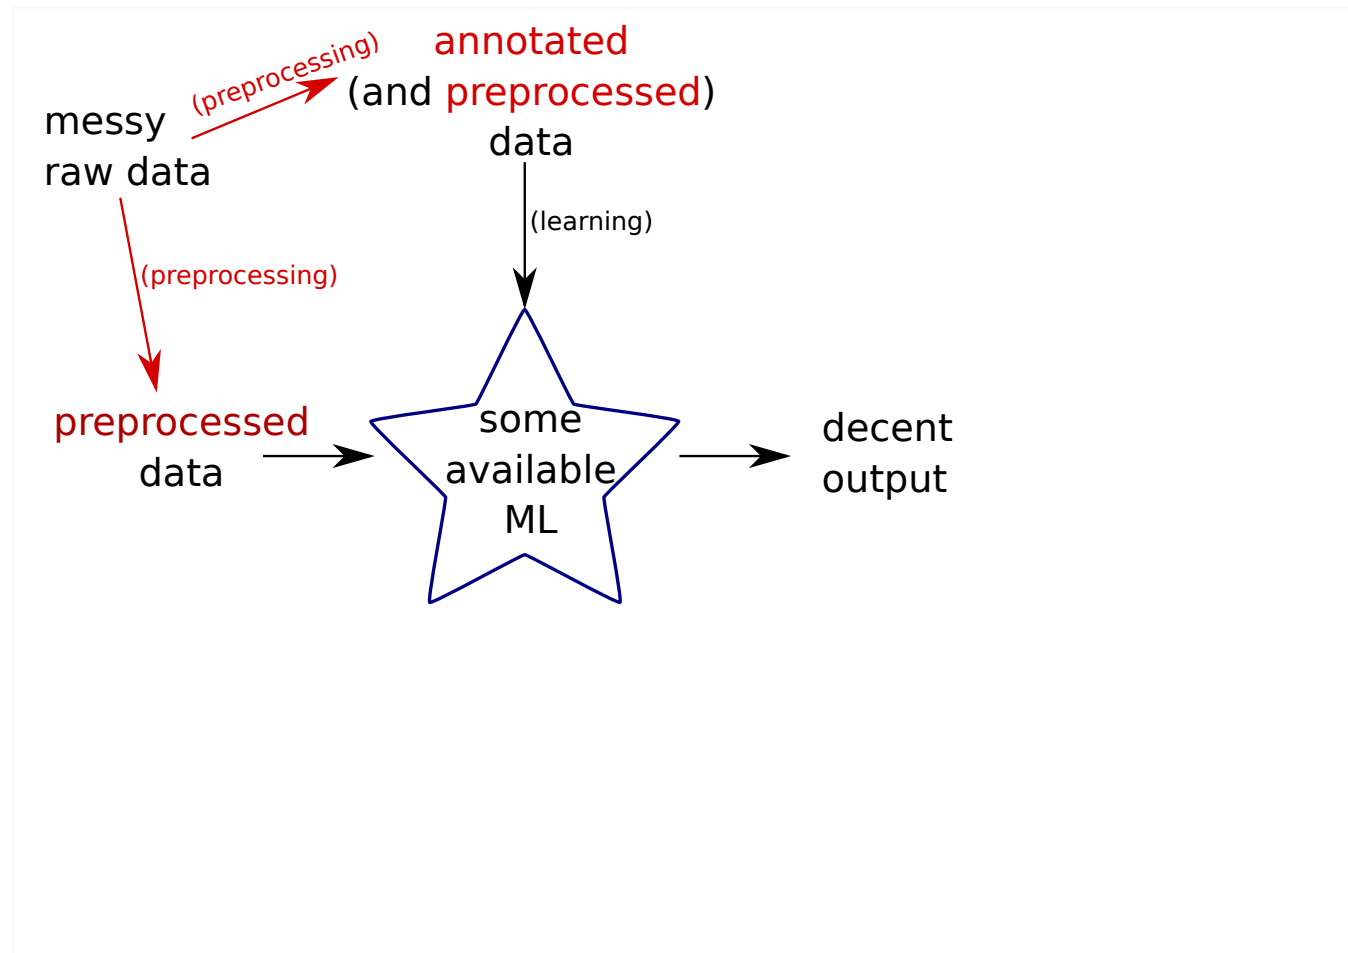 annotated
(preprocessing)
(and preprocessed)
messy
raw data
data
(learning)
(preprocessing)
preprocessed
data
some
available
ML
decent
output